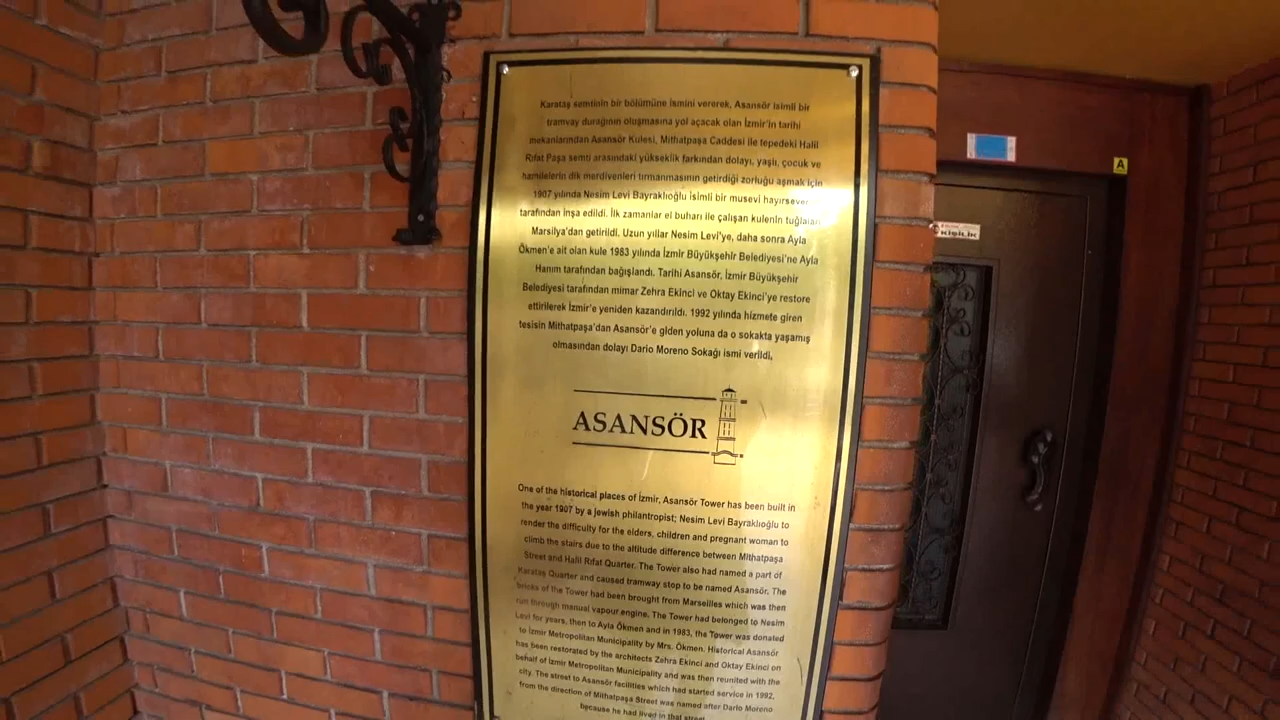 Karataş semtinin bir bölümüne ismini vererek, Asansör isimli bir
tramvay durağının oluşmasına yol açacak olan İzmir'in tarihi
mekanlarından Asansör Kulesi, Mithatpaşa Caddesi ile tepedeki Halil
Rıfat Paşa semti arasındaki yükseklik farkından dolayı, yaşlı, çocuk ve
hamilelerin dik merdivenleri tırmanmasının getirdiği zorluğu aşmak için
1907 yılında Nesim Levi Bayraklıoğlu isimli bir musevi hayırsever
tarafından inşa edildi. İlk zamanlar el buharı ile çalışan kulenin tuğlaları
Marsilya'dan getirildi. Uzun yıllar Nesim Levi'ye, daha sonra Ayla
Ökmen'e ait olan kule 1983 yılında İzmir Büyükşehir Belediyesi'ne Ayla
Hanım tarafından bağışlandı. Tarihi Asansör, İzmir Büyükşehir
Belediyesi tarafından mimar Zehra Ekinci ve Oktay Ekinci'ye restore
ettirilerek İzmir'e yeniden kazandırıldı. 1992 yılında hizmete giren
tesisin Mithatpaşa'dan Asansör'e giden yoluna da o sokakta yaşamış
olmasından dolayı Dario Moreno Sokağı ismi verildi.
ASANSÖR
One of the historical places of İzmir, Asansör Tower has been built in
the year 1907 by a jewish philantropist; Nesim Levi Bayraklıoğlu to
render the difficulty for the elders, children and pregnant woman to
climb the stairs due to the altitude difference between Mithatpaşa
Street and Halil Rıfat Quarter. The Tower also had named a part of
Karataş Quarter and caused tramway stop to be named Asansör. The
bricks of the Tower had been brought from Marseilles which was then
run through manual vapour engine. The Tower had belonged to Nesim
Levi for years, then to Ayla Ökmen and in 1983, the Tower was donated
to İzmir Metropolitan Municipality by Mrs. Ökmen. Historical Asansör
has been restorated by the architects Zehra Ekinci and Oktay Ekinci on
behalf of İzmir Metropolitan Municipality and was then reunited with the
city. The street to Asansör facilities which had started service in 1992,
from the direction of Mithatpaşa Street was named after Dario Moreno
because he had lived in that street.
A
KİŞİLİK